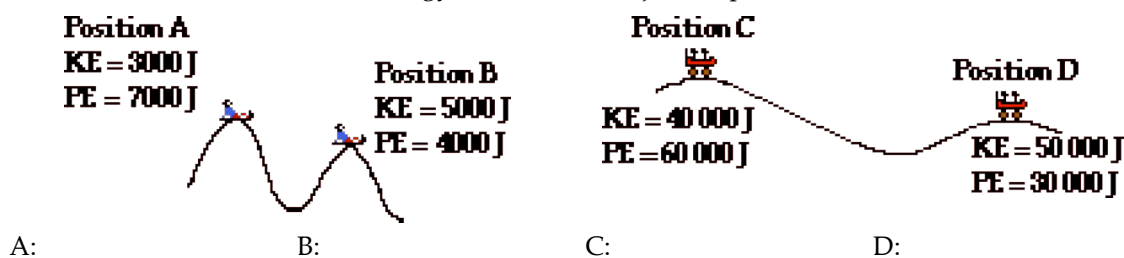 Position A
KE = 3000 J
PE = 7000 J
Position B
KE = 5000 J
PE = 4000 J
Position C
KE = 40 000 J
PE = 60 000 J
Position D
KE = 50 000 J
PE = 30 000 J
A: B: C: D: